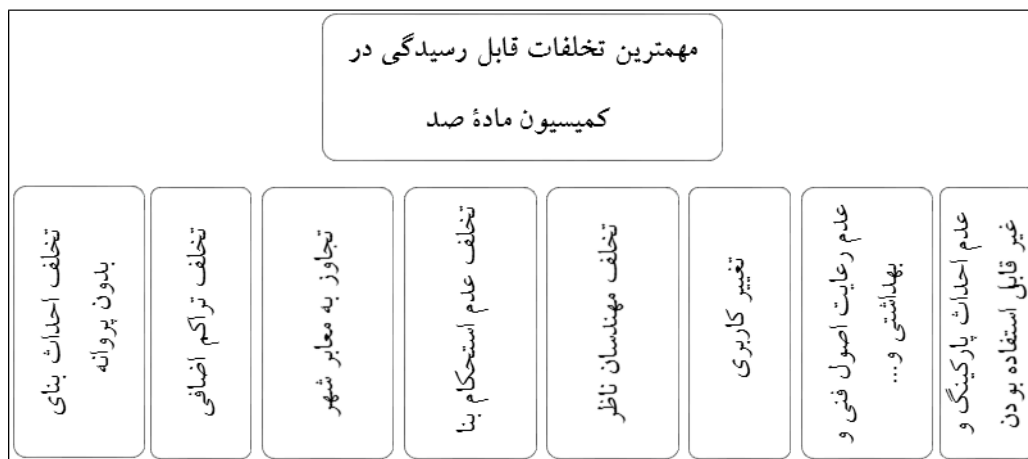 مهمترین تخلفات قابل رسیدگی در
کمیسیون مادۀ صد
عدم احداث پارکینگ و
غیر قابل استفاده بودن
عدم رعایت اصول فنی و
بهداشتی و...
تغییر کاربری
تخلف مهندسان ناظر
تخلف عدم استحکام بنا
تجاوز به معابر شهر
تخلف تراکم اضافی
تخلف احداث بنای
بدون پروانه